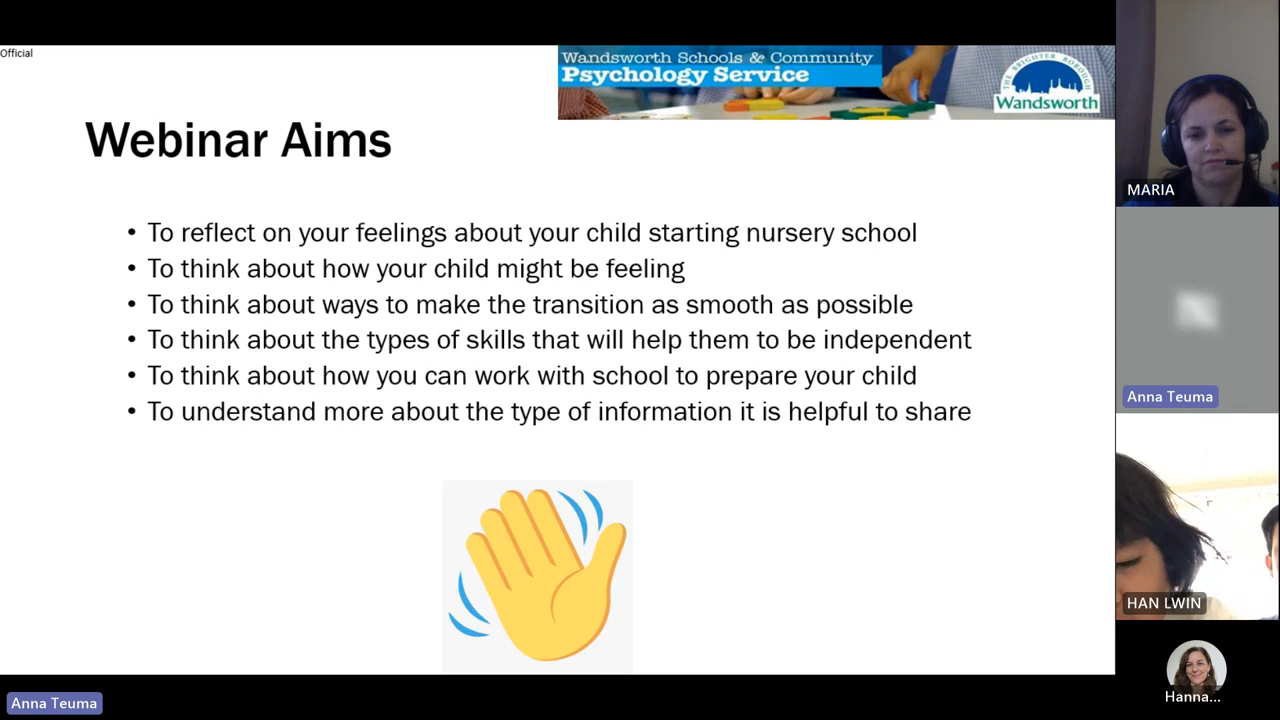 Official
Wandsworth Schools & Community
Psychology Service
THE BRIGHTER BOROUGH
Wandsworth
Webinar Aims
• To reflect on your feelings about your child starting nursery school
• To think about how your child might be feeling
• To think about ways to make the transition as smooth as possible
• To think about the types of skills that will help them to be independent
• To think about how you can work with school to prepare your child
• To understand more about the type of information it is helpful to share
MARIA
Anna Teuma
HAN LWIN
Hanna...
Anna Teuma